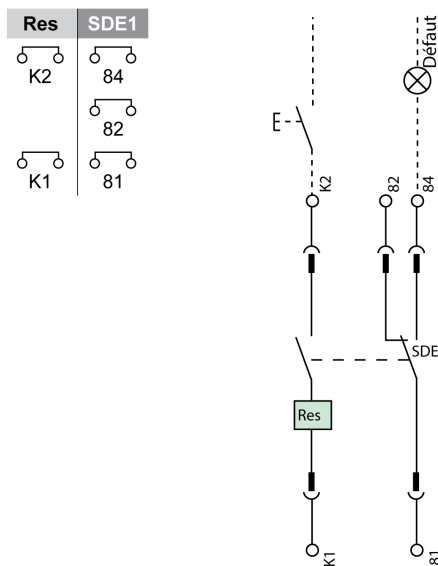 Res SDE1
K2 84
82
K1 81
Défaut
K2 82 84
SDE
Res
K1 81